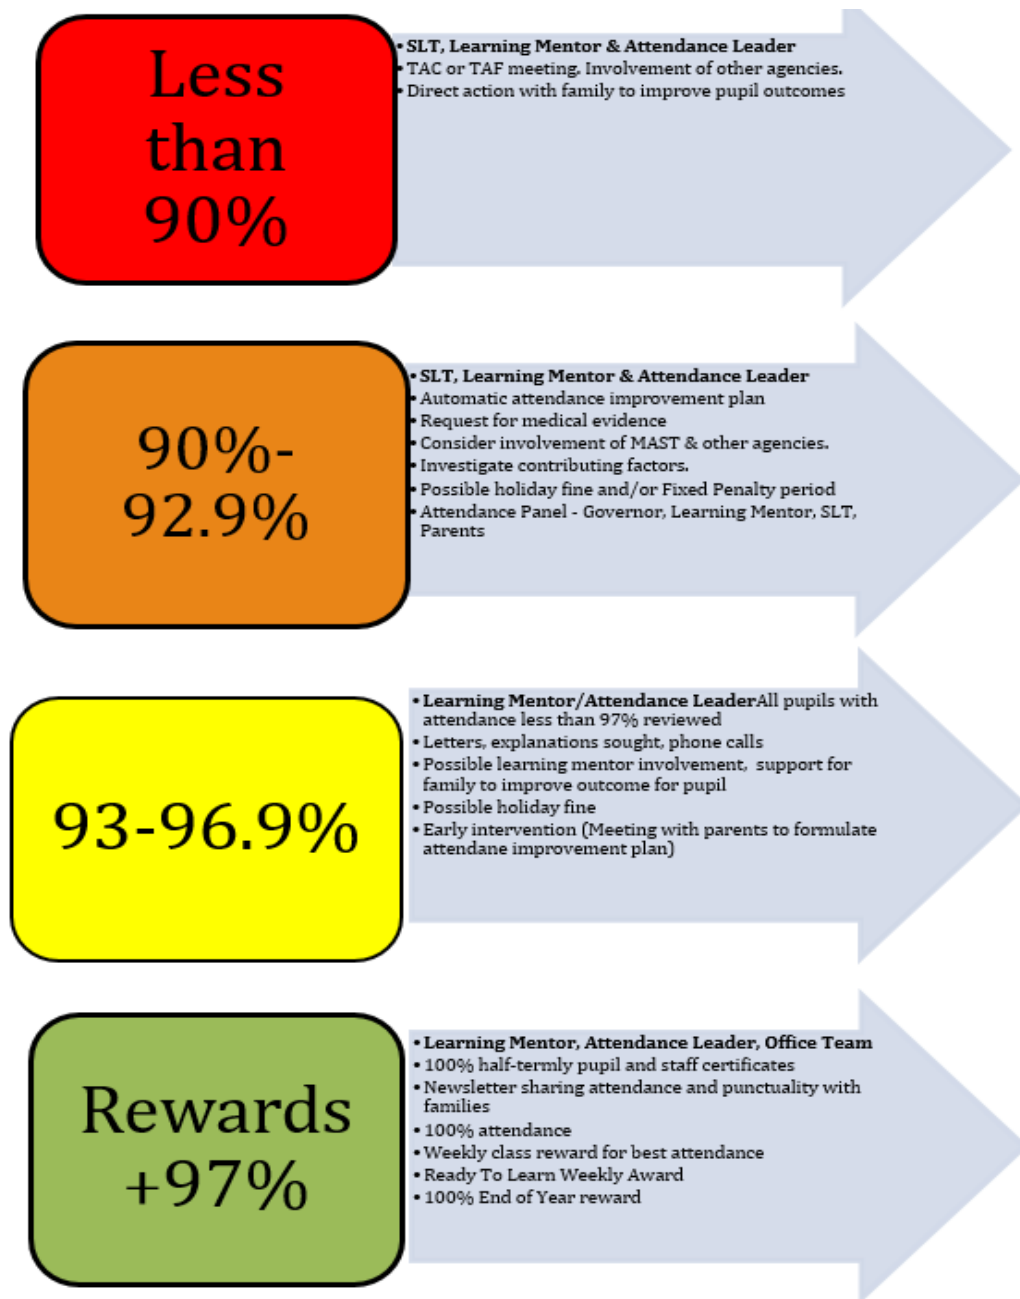 Less
than
90%
•SLT, Learning Mentor & Attendance Leader
•TAC or TAF meeting. Involvement of other agencies.
•Direct action with family to improve pupil outcomes
90%-
92.9%
•SLT, Learning Mentor & Attendance Leader
•Automatic attendance improvement plan
•Request for medical evidence
•Consider involvement of MAST & other agencies.
•Investigate contributing factors.
•Possible holiday fine and/or Fixed Penalty period
•Attendance Panel - Governor, Learning Mentor, SLT,
Parents
93-96.9%
•Learning Mentor/Attendance LeaderAll pupils with
attendance less than 97% reviewed
•Letters, explanations sought, phone calls
•Possible learning mentor involvement, support for
family to improve outcome for pupil
•Possible holiday fine
•Early intervention (Meeting with parents to formulate
attendane improvement plan)
Rewards
+97%
•Learning Mentor, Attendance Leader, Office Team
•100% half-termly pupil and staff certificates
•Newsletter sharing attendance and punctuality with
families
•100% attendance
•Weekly class reward for best attendance
•Ready To Learn Weekly Award
•100% End of Year reward